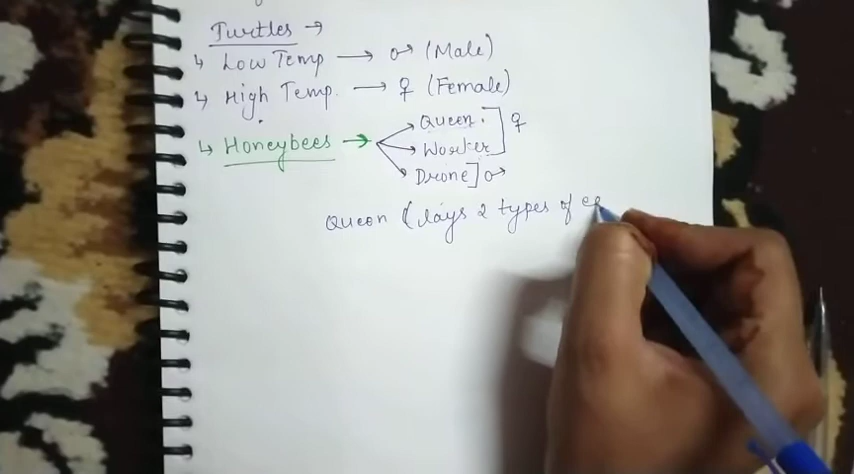 Turtles →
↳ Low Temp → ♂ (Male)
↳ High Temp. → ♀ (Female)
↳ Honeybees → Queen. ] ♀
Worker
Drone ] ♂
Queen (lays 2 types of